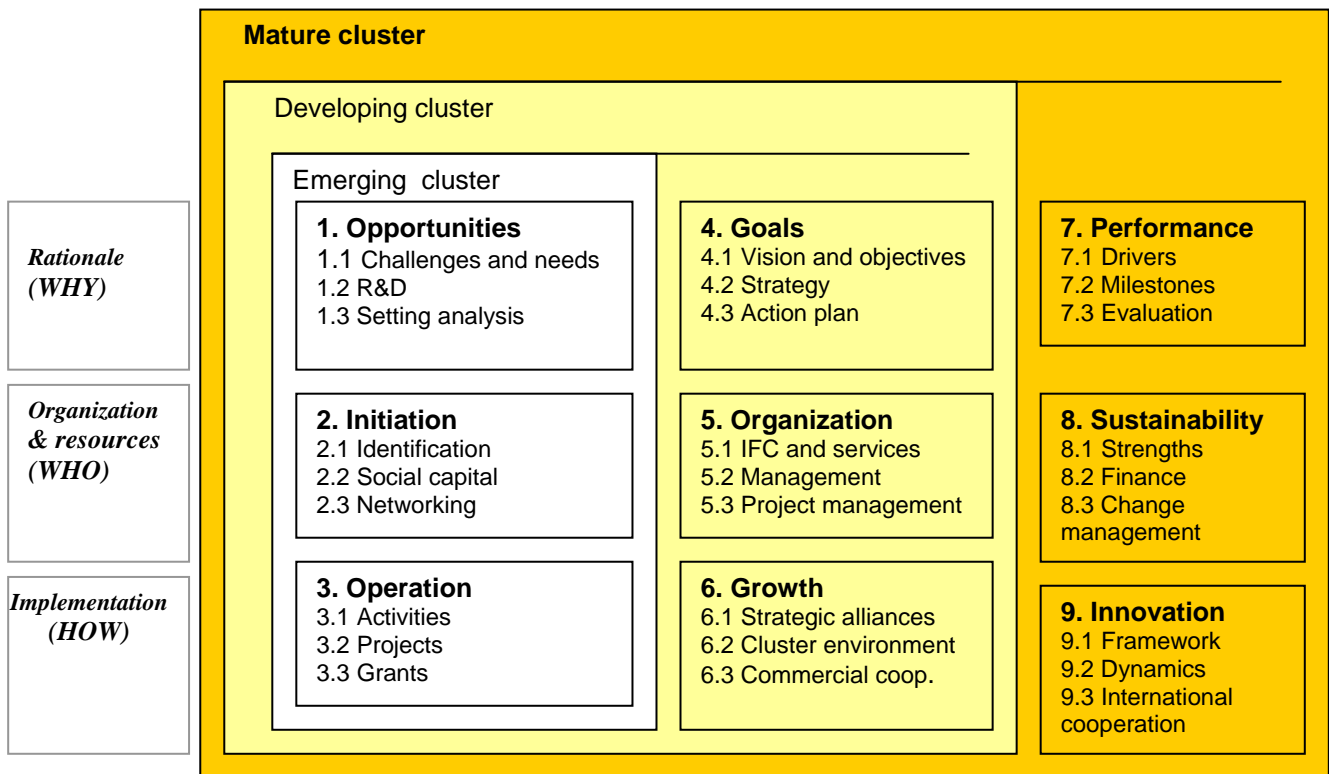 Mature cluster
Developing cluster
Emerging cluster
Rationale
(WHY)
1. Opportunities
1.1 Challenges and needs
1.2 R&D
1.3 Setting analysis
4. Goals
4.1 Vision and objectives
4.2 Strategy
4.3 Action plan
7. Performance
7.1 Drivers
7.2 Milestones
7.3 Evaluation
Organization
& resources
(WHO)
2. Initiation
2.1 Identification
2.2 Social capital
2.3 Networking
5. Organization
5.1 IFC and services
5.2 Management
5.3 Project management
8. Sustainability
8.1 Strengths
8.2 Finance
8.3 Change
management
Implementation
(HOW)
3. Operation
3.1 Activities
3.2 Projects
3.3 Grants
6. Growth
6.1 Strategic alliances
6.2 Cluster environment
6.3 Commercial coop.
9. Innovation
9.1 Framework
9.2 Dynamics
9.3 International
cooperation